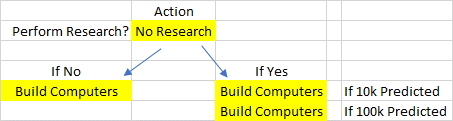 Action
Perform Research? No Research
If No If Yes
Build Computers Build Computers If 10k Predicted
Build Computers If 100k Predicted